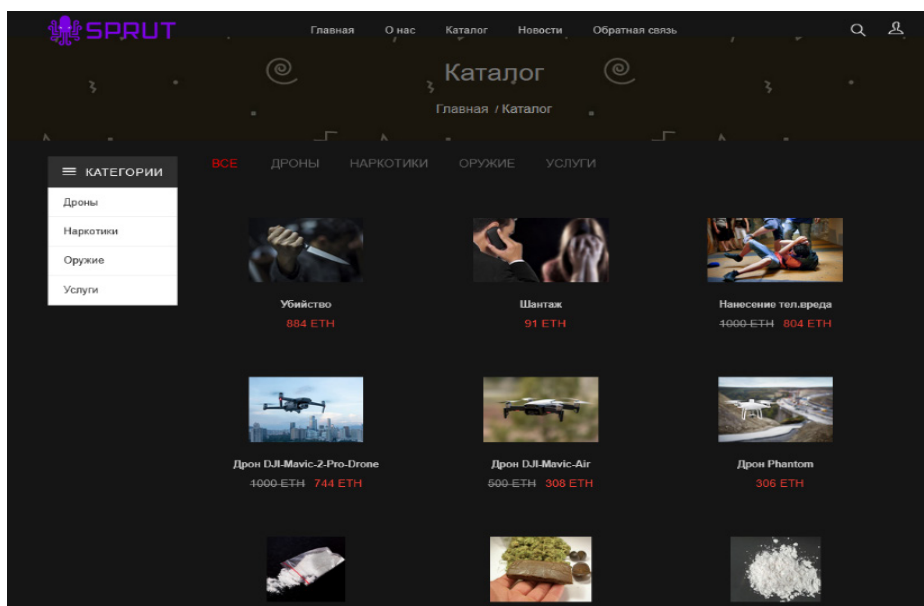 SPRUT
Главная О нас Каталог Новости Обратная связь
Каталог
Главная / Каталог
КАТЕГОРИИ
Дроны
Наркотики
Оружие
Услуги
ВСЕ ДРОНЫ НАРКОТИКИ ОРУЖИЕ УСЛУГИ
Убийство
884 ETH
Шантаж
91 ETH
Нанесение тел.вреда
1000 ETH 804 ETH
Дрон DJI-Mavic-2-Pro-Drone
1000 ETH 744 ETH
Дрон DJI-Mavic-Air
500 ETH 308 ETH
Дрон Phantom
306 ETH